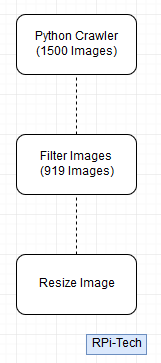 Python Crawler
(1500 Images)
Filter Images
(919 Images)
Resize Image
RPi-Tech